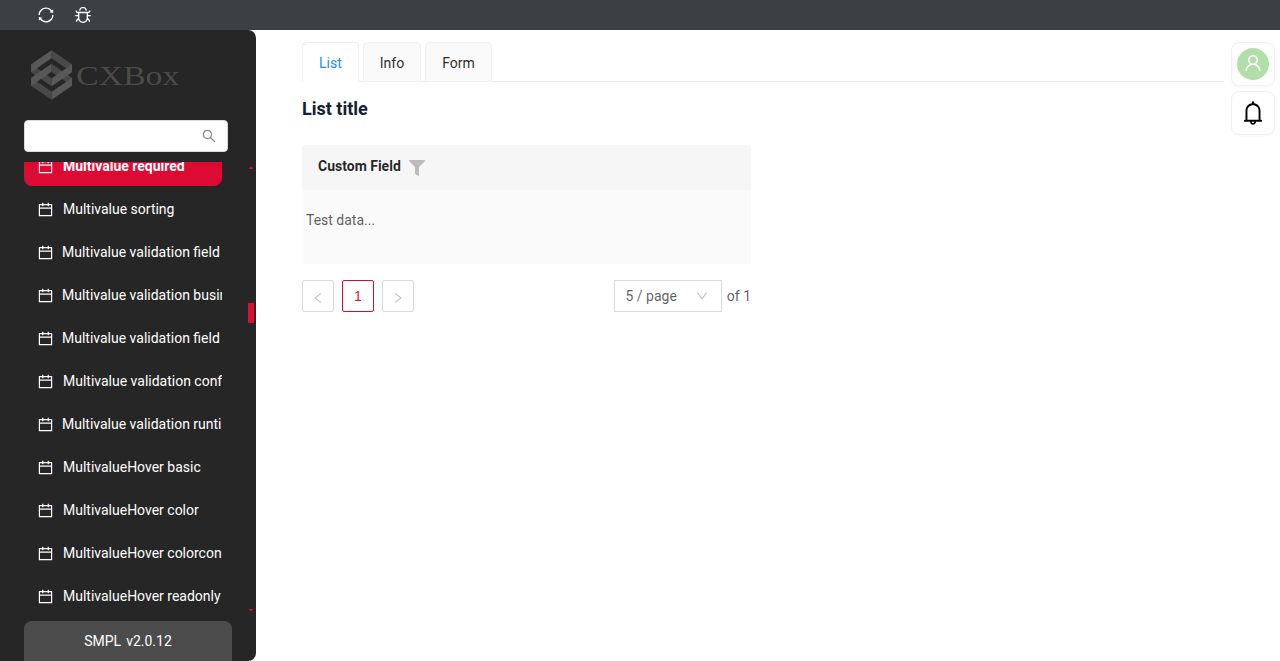 CXBox
List
Info
Form
List title
Custom Field
Test data...
1
5 / page
of 1
Multivalue required
Multivalue sorting
Multivalue validation field
Multivalue validation busi
Multivalue validation field
Multivalue validation conf
Multivalue validation runti
MultivalueHover basic
MultivalueHover color
MultivalueHover colorcon
MultivalueHover readonly
SMPL v2.0.12